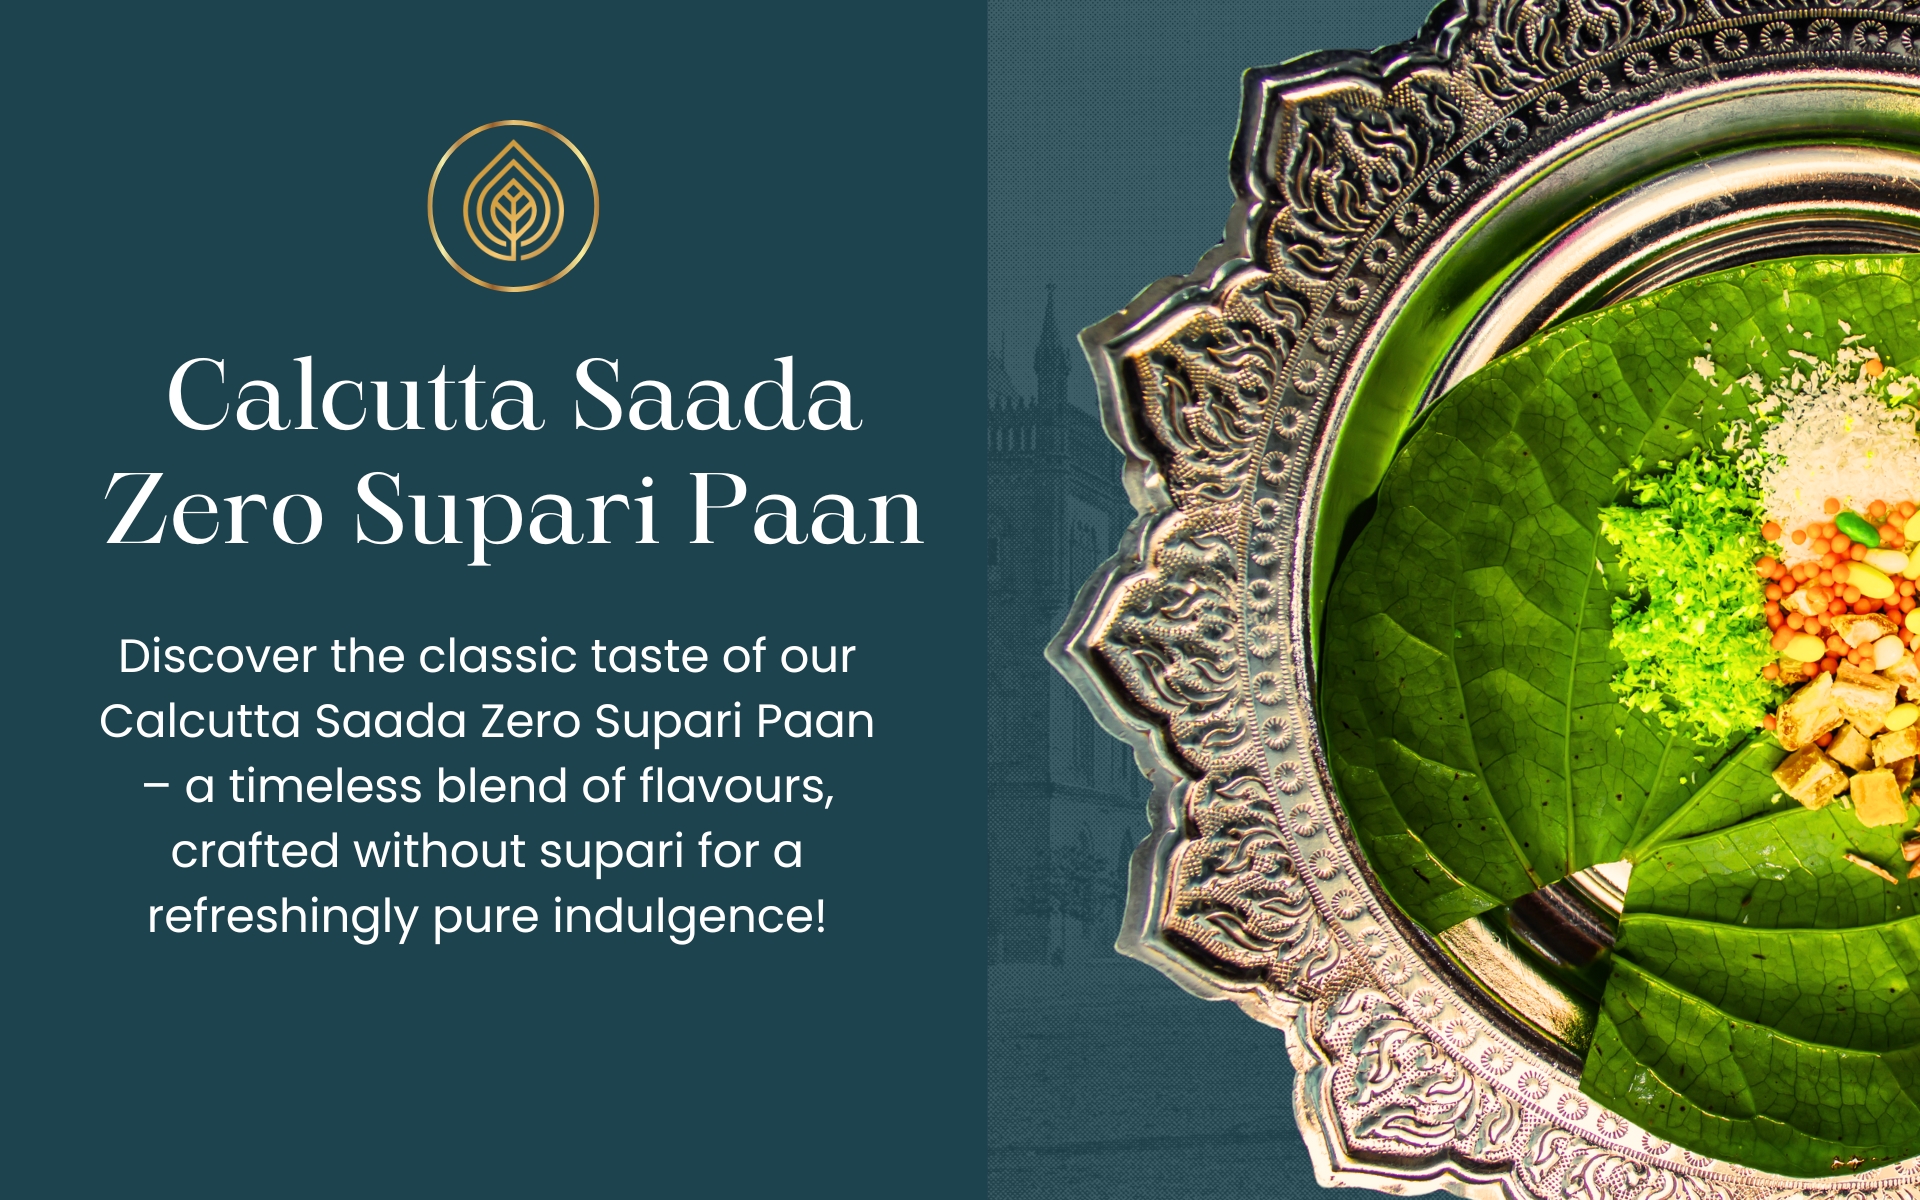 Calcutta Saada
Zero Supari Paan
Discover the classic taste of our
Calcutta Saada Zero Supari Paan
– a timeless blend of flavours,
crafted without supari for a
refreshingly pure indulgence!